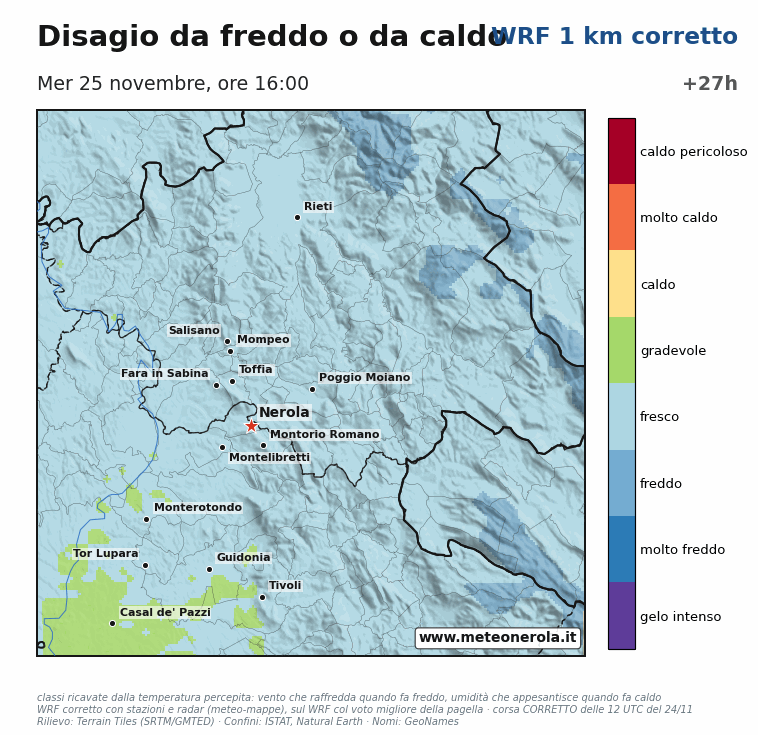 Disagio da freddo o da caldo
WRF 1 km corretto
Mer 25 novembre, ore 16:00
+27h
Rieti
Salisano
Mompeo
Toffia
Fara in Sabina
Poggio Moiano
Nerola
Montorio Romano
Montelibretti
Monterotondo
Tor Lupara
Guidonia
Tivoli
Casal de' Pazzi
www.meteonerola.it
caldo pericoloso
molto caldo
caldo
gradevole
fresco
freddo
molto freddo
gelo intenso
classi ricavate dalla temperatura percepita: vento che raffredda quando fa freddo, umidità che appesantisce quando fa caldo
WRF corretto con stazioni e radar (meteo-mappe), sul WRF col voto migliore della pagella · corsa CORRETTO delle 12 UTC del 24/11
Rilievo: Terrain Tiles (SRTM/GMTED) · Confini: ISTAT, Natural Earth · Nomi: GeoNames